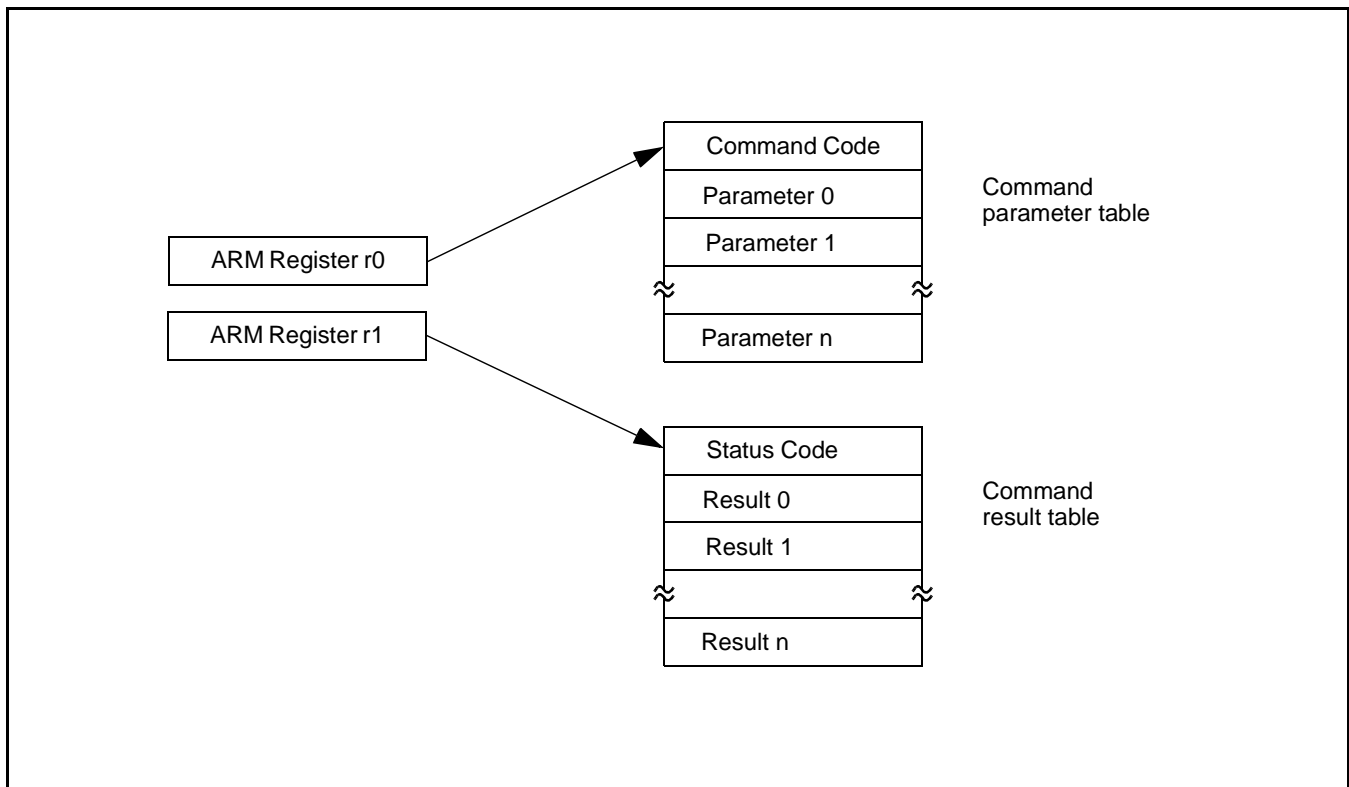 ARM Register r0
ARM Register r1
Command Code
Parameter 0
Parameter 1
Parameter n
Command
parameter table
Status Code
Result 0
Result 1
Result n
Command
result table